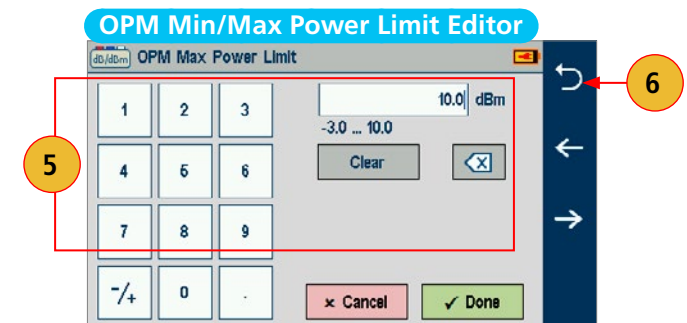 OPM Min/Max Power Limit Editor
dB/dBm OPM Max Power Limit
1 2 3 10.0 dBm
-3.0 ... 10.0
4 5 6 Clear
7 8 9
-/+ 0 . × Cancel ✓ Done
5
6